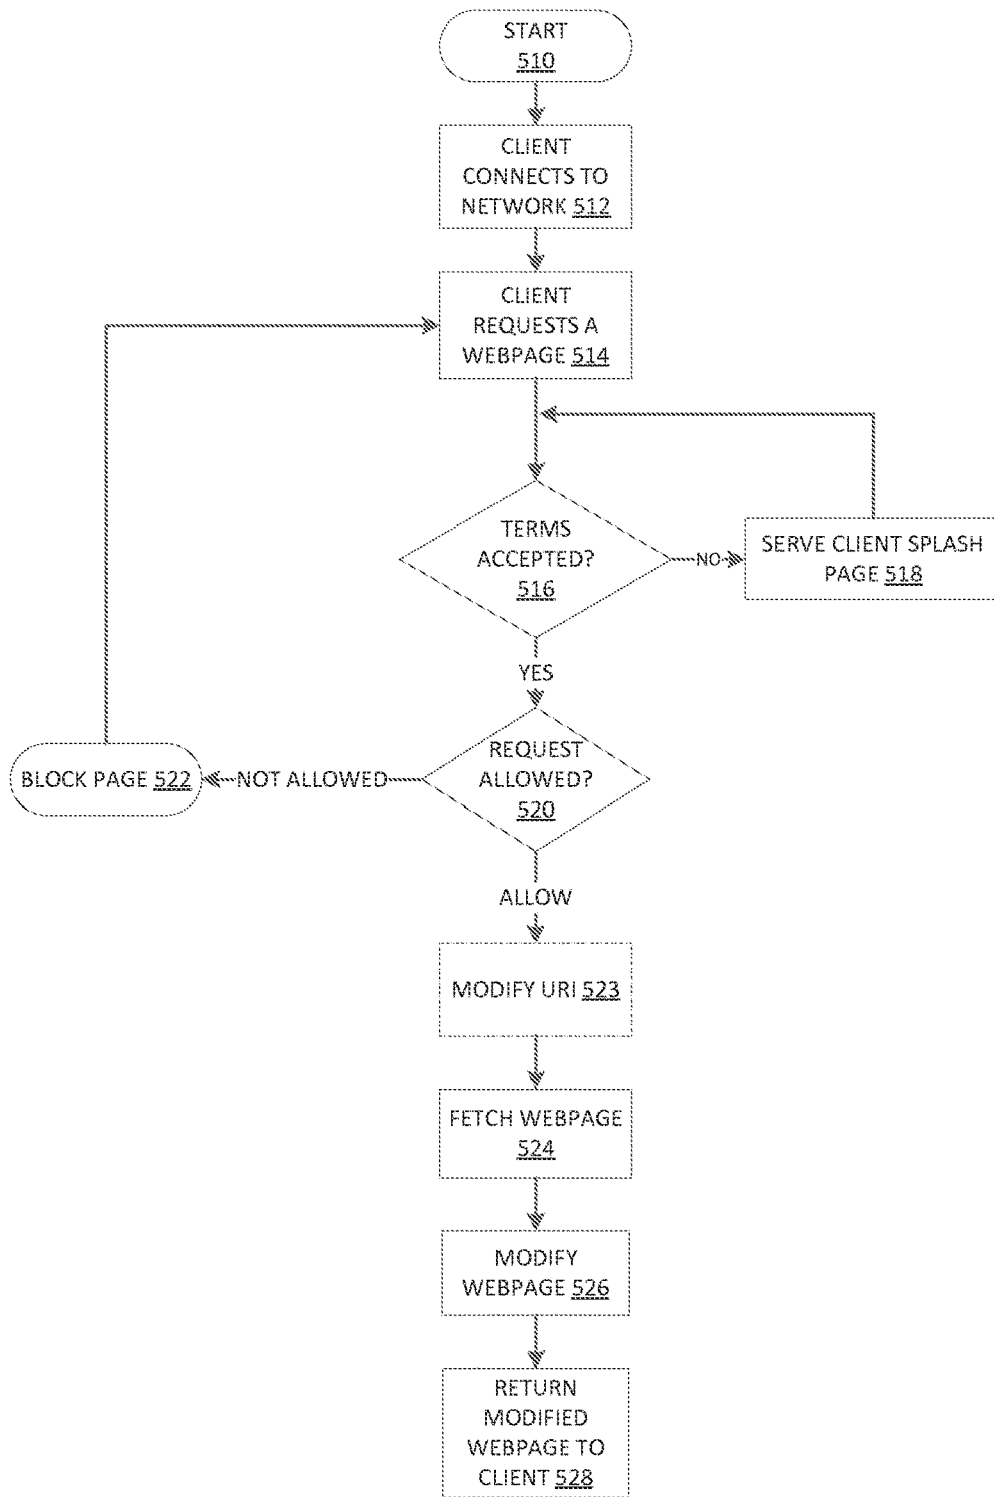 START
510
CLIENT
CONNECTS TO
NETWORK 512
CLIENT
REQUESTS A
WEBPAGE 514
TERMS
ACCEPTED?
516
NO
SERVE CLIENT SPLASH
PAGE 518
YES
REQUEST
ALLOWED?
520
NOT ALLOWED
BLOCK PAGE 522
ALLOW
MODIFY URI 523
FETCH WEBPAGE
524
MODIFY
WEBPAGE 526
RETURN
MODIFIED
WEBPAGE TO
CLIENT 528